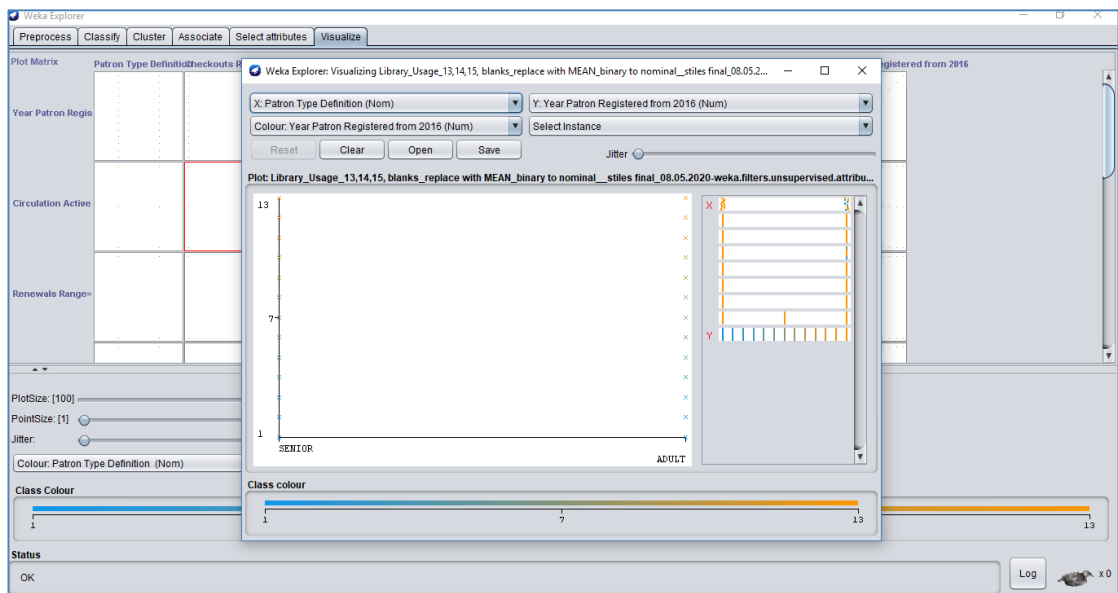 Weka Explorer
Preprocess Classify Cluster Associate Select attributes Visualize
Plot Matrix
Patron Type Definiti
heckouts R
gistered from 2016
Year Patron Regis
Circulation Active
Renewals Range=
Weka Explorer: Visualizing Library_Usage_13,14,15, blanks_replace with MEAN_binary to nominal__stiles final_08.05.2...
X: Patron Type Definition (Nom) Y: Year Patron Registered from 2016 (Num)
Colour: Year Patron Registered from 2016 (Num) Select Instance
Reset Clear Open Save Jitter
Plot: Library_Usage_13,14,15, blanks_replace with MEAN_binary to nominal__stiles final_08.05.2020-weka.filters.unsupervised.attribu...
13
7
1
SENIOR
ADULT
X
Y
Class colour
1 7 13
PlotSize: [100]
PointSize: [1]
Jitter:
Colour: Patron Type Definition (Nom)
Class Colour
1 13
Status
OK
Log x 0